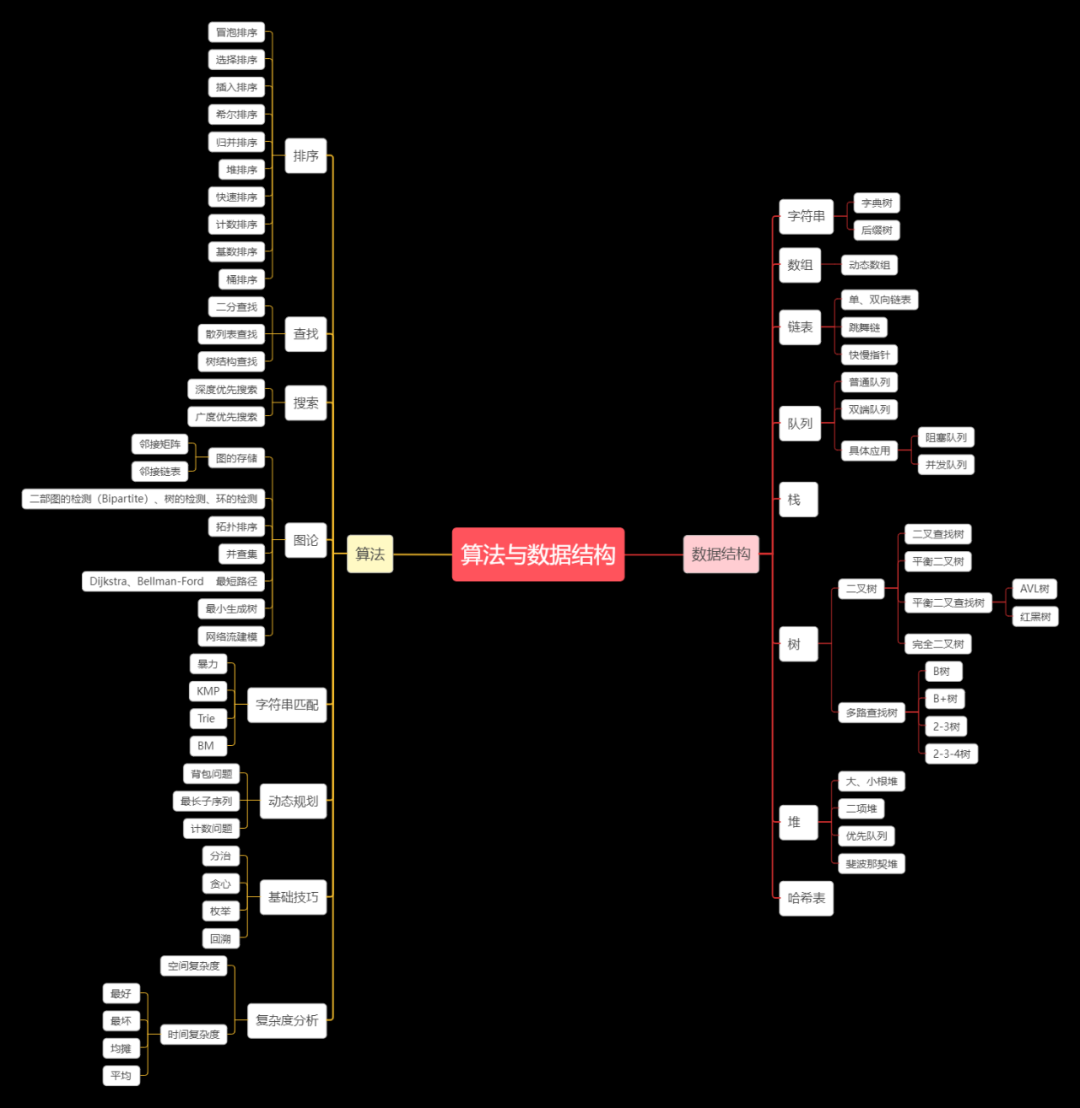 算法与数据结构
算法
排序
冒泡排序
选择排序
插入排序
希尔排序
归并排序
堆排序
快速排序
计数排序
基数排序
桶排序
查找
二分查找
散列表查找
树结构查找
搜索
深度优先搜索
广度优先搜索
图论
图的存储
邻接矩阵
邻接链表
二部图的检测（Bipartite）、树的检测、环的检测
拓扑排序
并查集
Dijkstra、Bellman-Ford 最短路径
最小生成树
网络流建模
字符串匹配
暴力
KMP
Trie
BM
动态规划
背包问题
最长子序列
计数问题
基础技巧
分治
贪心
枚举
回溯
复杂度分析
空间复杂度
时间复杂度
最好
最坏
均摊
平均
数据结构
字符串
字典树
后缀树
数组
动态数组
链表
单、双向链表
跳舞链
快慢指针
队列
普通队列
双端队列
具体应用
阻塞队列
并发队列
栈
树
二叉树
二叉查找树
平衡二叉树
平衡二叉查找树
AVL树
红黑树
完全二叉树
多路查找树
B树
B+树
2-3树
2-3-4树
堆
大、小根堆
二项堆
优先队列
斐波那契堆
哈希表